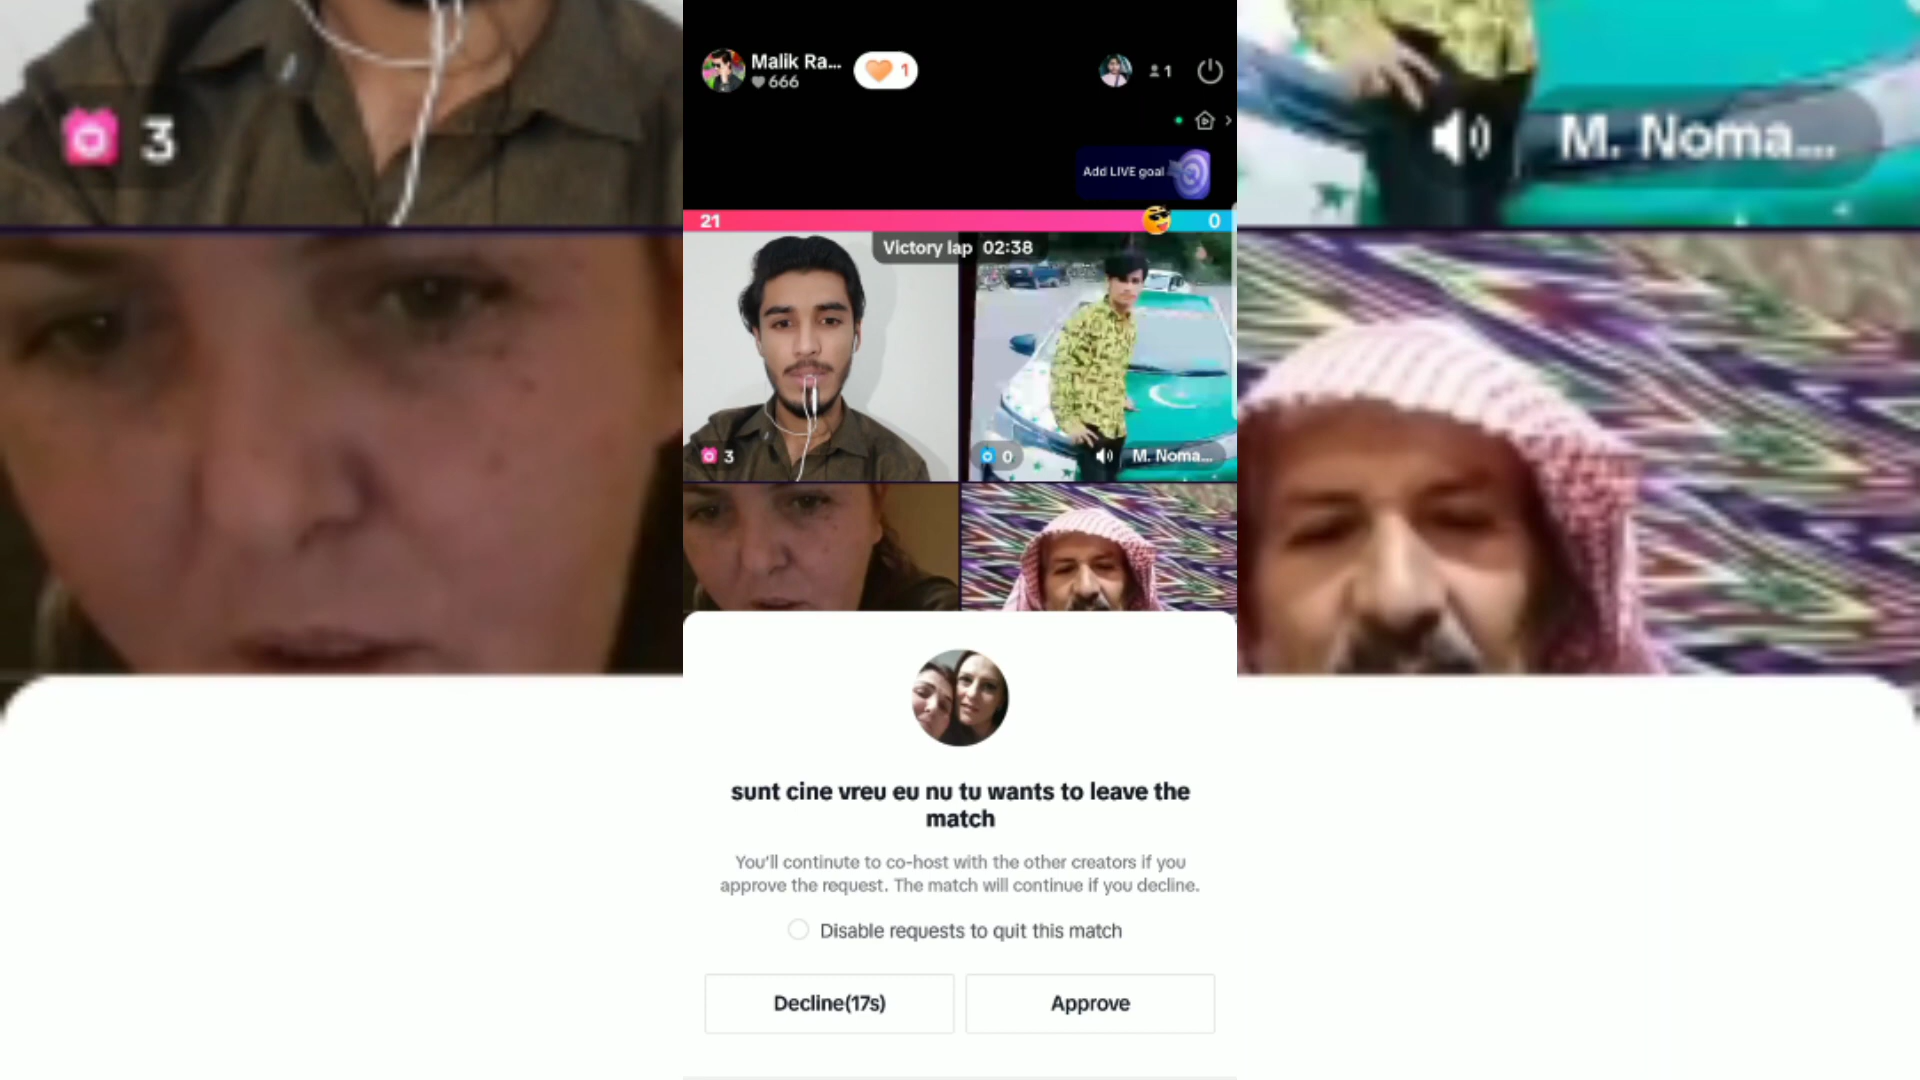 3
M. Noma...
Malik Ra...
666
1
1
Add LIVE goal
21
0
Victory lap 02:38
3
0
M. Noma...
sunt cine vreu eu nu tu wants to leave the
match
You'll continute to co-host with the other creators if you
approve the request. The match will continue if you decline.
Disable requests to quit this match
Decline(17s)
Approve